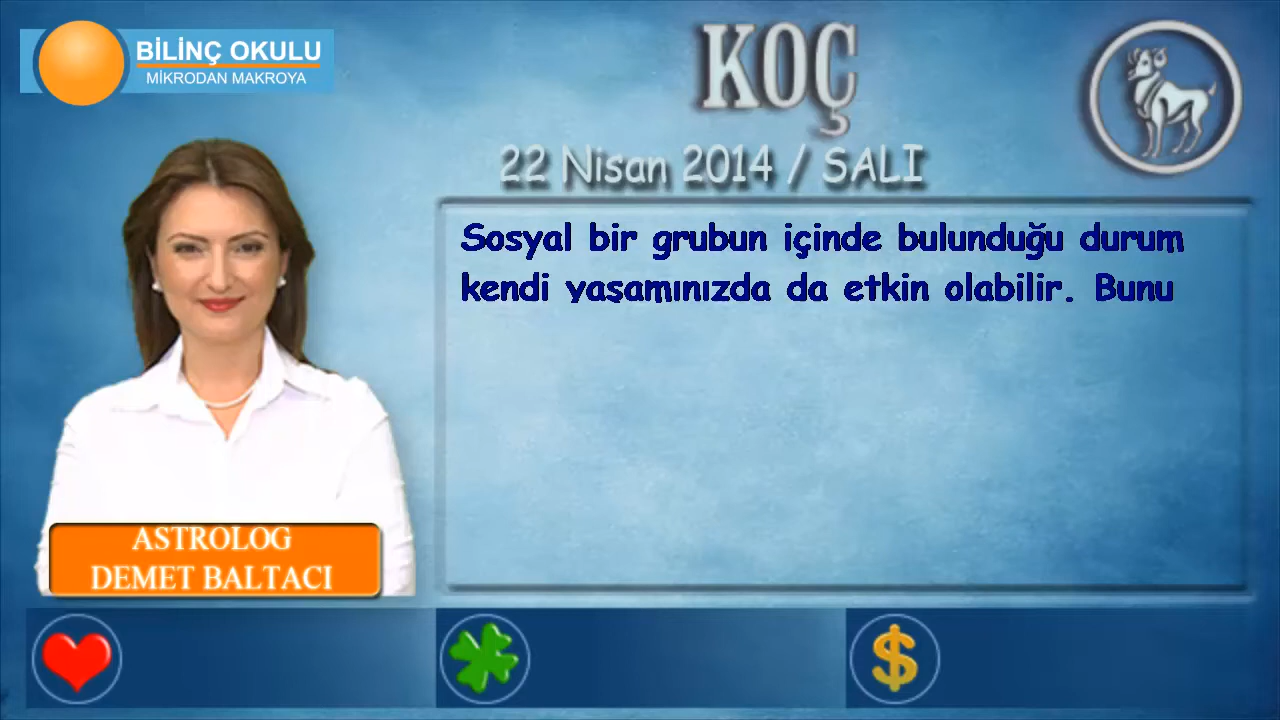 BİLİNÇ OKULU
MİKRODAN MAKROYA
KOÇ
22 Nisan 2014 / SALI
Sosyal bir grubun içinde bulunduğu durum
kendi yaşamınızda da etkin olabilir. Bunu
ASTROLOG
DEMET BALTACI
$